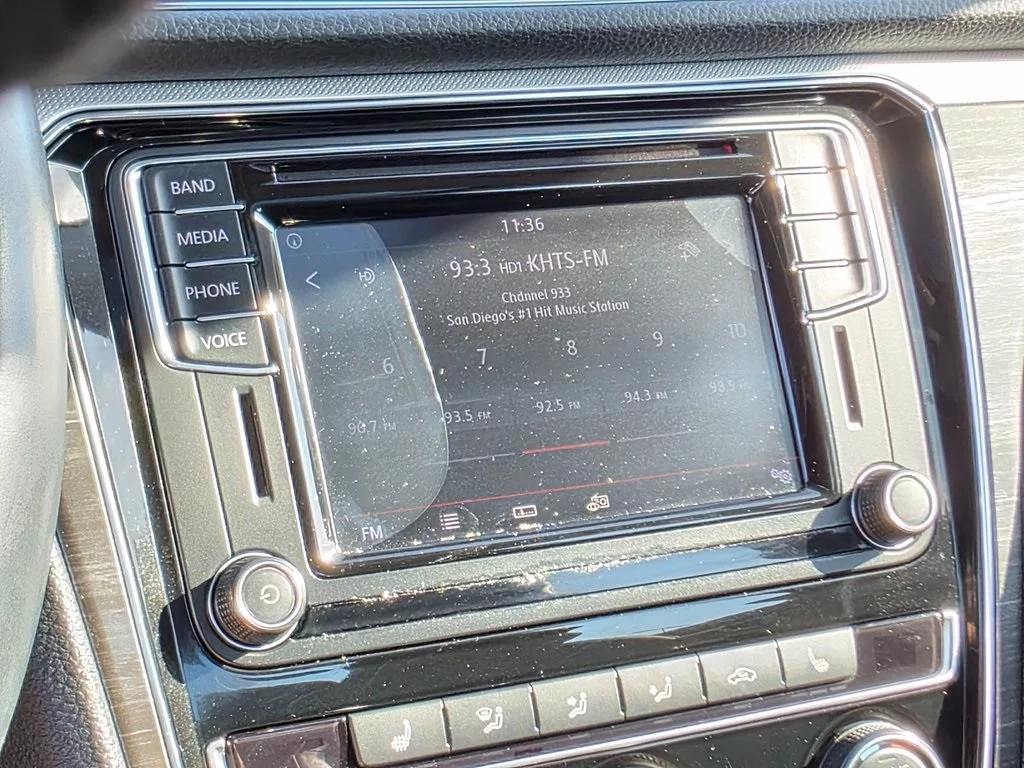 BAND
MEDIA
PHONE
VOICE
11:36
HD
93.3 HD1 KHTS-FM
Channel 933
San Diego's #1 Hit Music Station
6 7 8 9 10
90.7 FM 93.5 FM 92.5 FM 94.3 FM 98.5 FM
FM